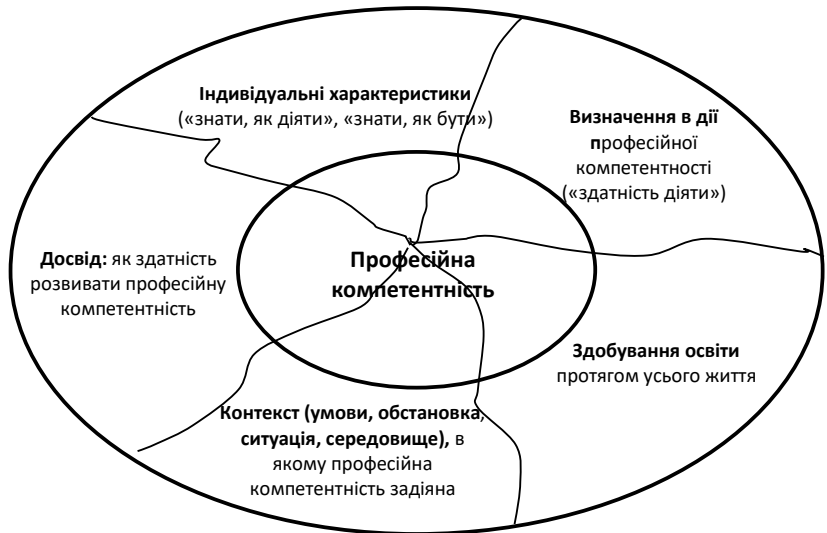 Індивідуальні характеристики
(«знати, як діяти», «знати, як бути»)
Визначення в дії
професійної
компетентності
(«здатність діяти»)
Досвід: як здатність
розвивати професійну
компетентність
Професійна
компетентність
Здобування освіти
протягом усього життя
Контекст (умови, обстановка,
ситуація, середовище), в
якому професійна
компетентність задіяна